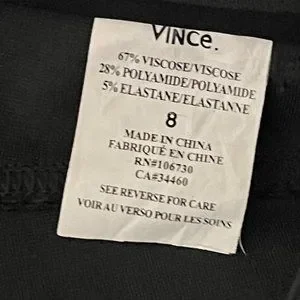 VINCE.
67% VISCOSE/VISCOSE
28% POLYAMIDE/POLYAMIDE
5% ELASTANE/ELASTANNE
8
MADE IN CHINA
FABRIQUÉ EN CHINE
RN#106730
CA#34460
SEE REVERSE FOR CARE
VOIR AU VERSO POUR LES SOINS